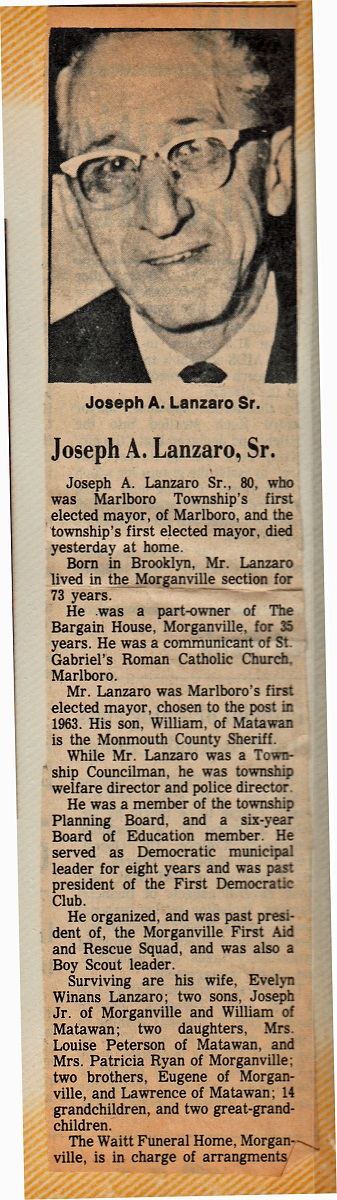 Joseph A. Lanzaro Sr.
Joseph A. Lanzaro, Sr.
Joseph A. Lanzaro Sr., 80, who
was Marlboro Township's first
elected mayor, of Marlboro, and the
township's first elected mayor, died
yesterday at home.
Born in Brooklyn, Mr. Lanzaro
lived in the Morganville section for
73 years.
He was a part-owner of The
Bargain House, Morganville, for 35
years. He was a communicant of St.
Gabriel's Roman Catholic Church,
Marlboro.
Mr. Lanzaro was Marlboro's first
elected mayor, chosen to the post in
1963. His son, William, of Matawan
is the Monmouth County Sheriff.
While Mr. Lanzaro was a Town-
ship Councilman, he was township
welfare director and police director.
He was a member of the township
Planning Board, and a six-year
Board of Education member. He
served as Democratic municipal
leader for eight years and was past
president of the First Democratic
Club.
He organized, and was past presi-
dent of, the Morganville First Aid
and Rescue Squad, and was also a
Boy Scout leader.
Surviving are his wife, Evelyn
Winans Lanzaro; two sons, Joseph
Jr. of Morganville and William of
Matawan; two daughters, Mrs.
Louise Peterson of Matawan, and
Mrs. Patricia Ryan of Morganville;
two brothers, Eugene of Morgan-
ville, and Lawrence of Matawan; 14
grandchildren, and two great-grand-
children.
The Waitt Funeral Home, Morgan-
ville, is in charge of arrangments